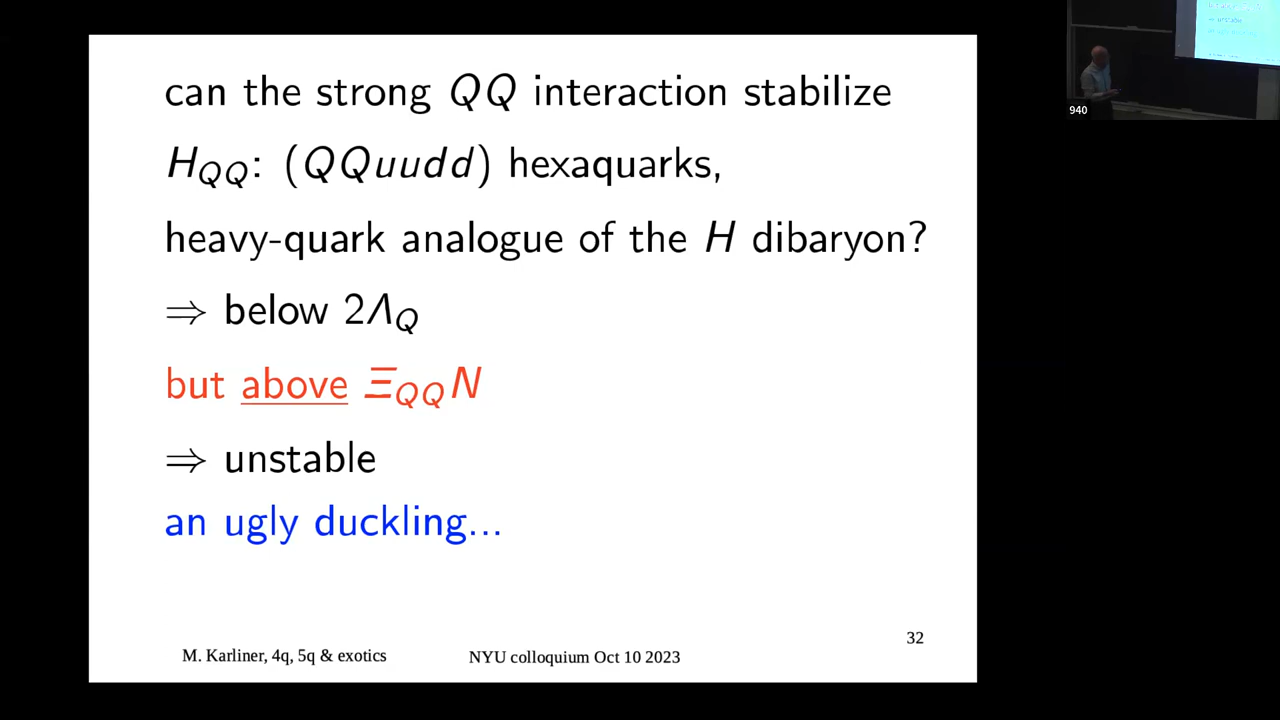 can the strong QQ interaction stabilize
H_QQ: (QQuudd) hexaquarks,
heavy-quark analogue of the H dibaryon?
⇒ below 2Λ_Q
but above Ξ_QQ N
⇒ unstable
an ugly duckling...
32
M. Karliner, 4q, 5q & exotics NYU colloquium Oct 10 2023
940